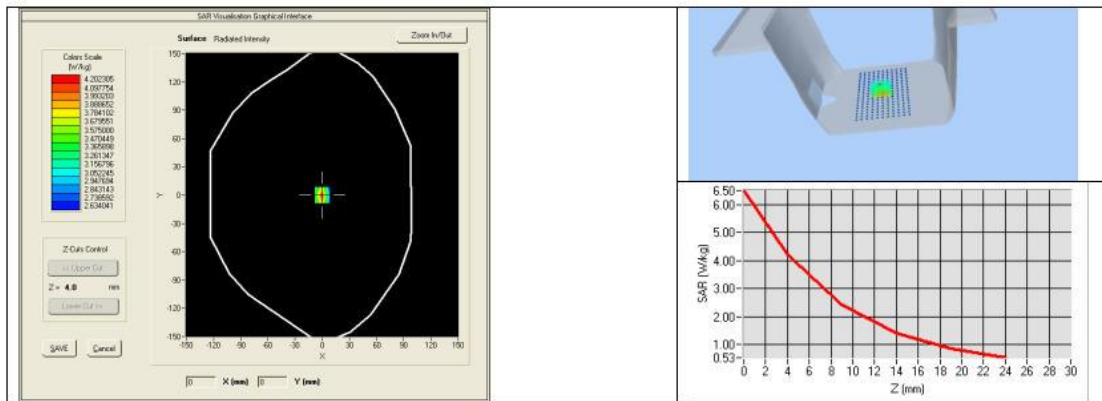 SAR Visualisation Graphical Interface
Surface Radiated Intensity
Zoom In/Out
Colors Scale
(W/kg)
4.202305
4.097754
3.993203
3.888652
3.784102
3.679551
3.575000
3.470449
3.365898
3.261347
3.156796
3.052245
2.947694
2.843143
2.738592
2.634041
150-
120-
90-
60-
30-
0-
-30-
-60-
-90-
-120-
-150-
Y
-150 -120 -90 -60 -30 0 30 60 90 120 150
X
Z-Cuts Control
<< Upper Cut
Z = 4.0 mm
Lower Cut >>
SAVE Cancel
0 X (mm) 0 Y (mm)
6.50-
6.00-
5.00-
4.00-
3.00-
2.00-
1.00-
0.53-
SAR (W/kg)
0 2 4 6 8 10 12 14 16 18 20 22 24 26 28 30
Z (mm)